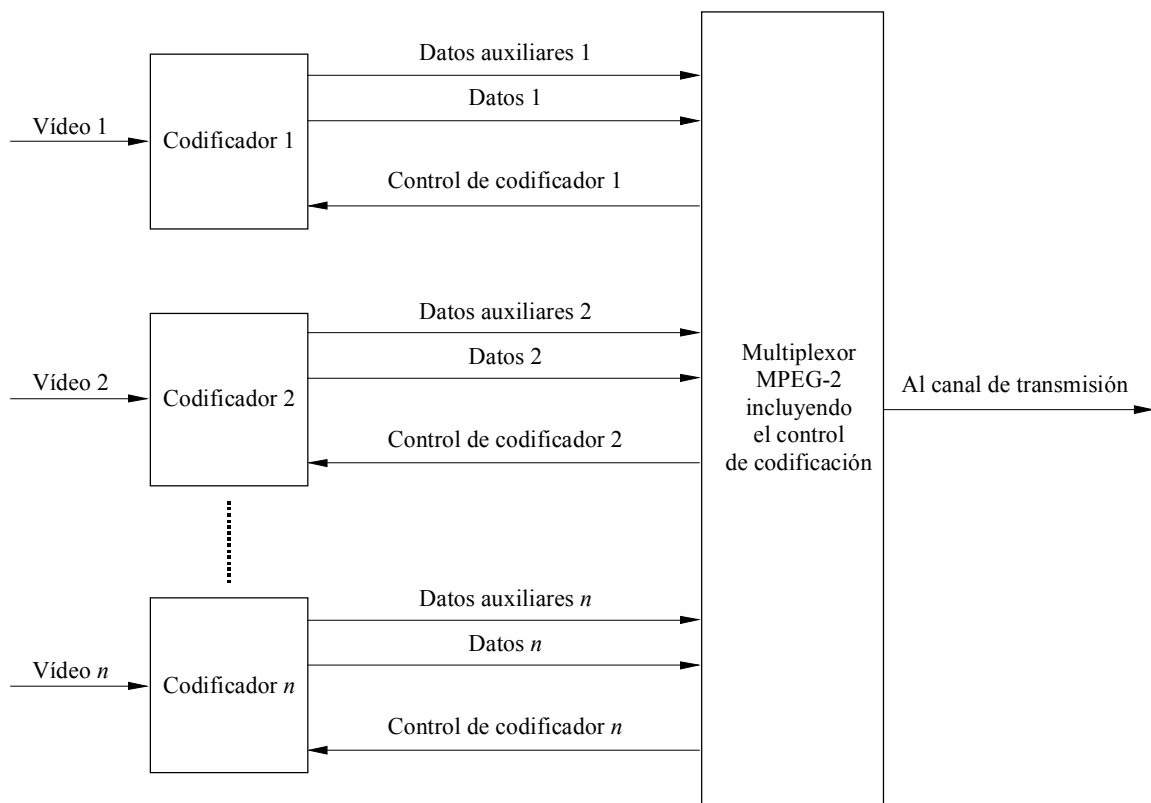 Datos auxiliares 1
Datos 1
Vídeo 1
Codificador 1
Control de codificador 1
Datos auxiliares 2
Datos 2
Vídeo 2
Codificador 2
Control de codificador 2
Multiplexor
MPEG-2
incluyendo
el control
de codificación
Al canal de transmisión
Datos auxiliares n
Datos n
Vídeo n
Codificador n
Control de codificador n